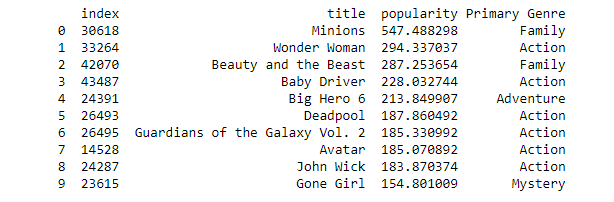 index title popularity Primary Genre
0 30618 Minions 547.488298 Family
1 33264 Wonder Woman 294.337037 Action
2 42070 Beauty and the Beast 287.253654 Family
3 43487 Baby Driver 228.032744 Action
4 24391 Big Hero 6 213.849907 Adventure
5 26493 Deadpool 187.860492 Action
6 26495 Guardians of the Galaxy Vol. 2 185.330992 Action
7 14528 Avatar 185.070892 Action
8 24287 John Wick 183.870374 Action
9 23615 Gone Girl 154.801009 Mystery